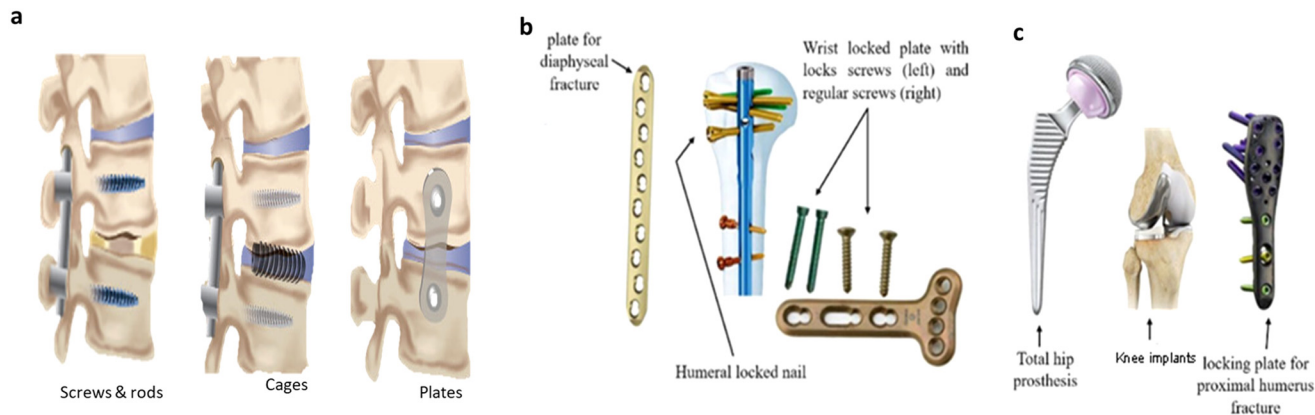 a
Screws & rods
Cages
Plates
b
plate for
diaphyseal
fracture
Wrist locked plate with
locks screws (left) and
regular screws (right)
Humeral locked nail
c
Total hip
prosthesis
Knee implants
locking plate for
proximal humerus
fracture